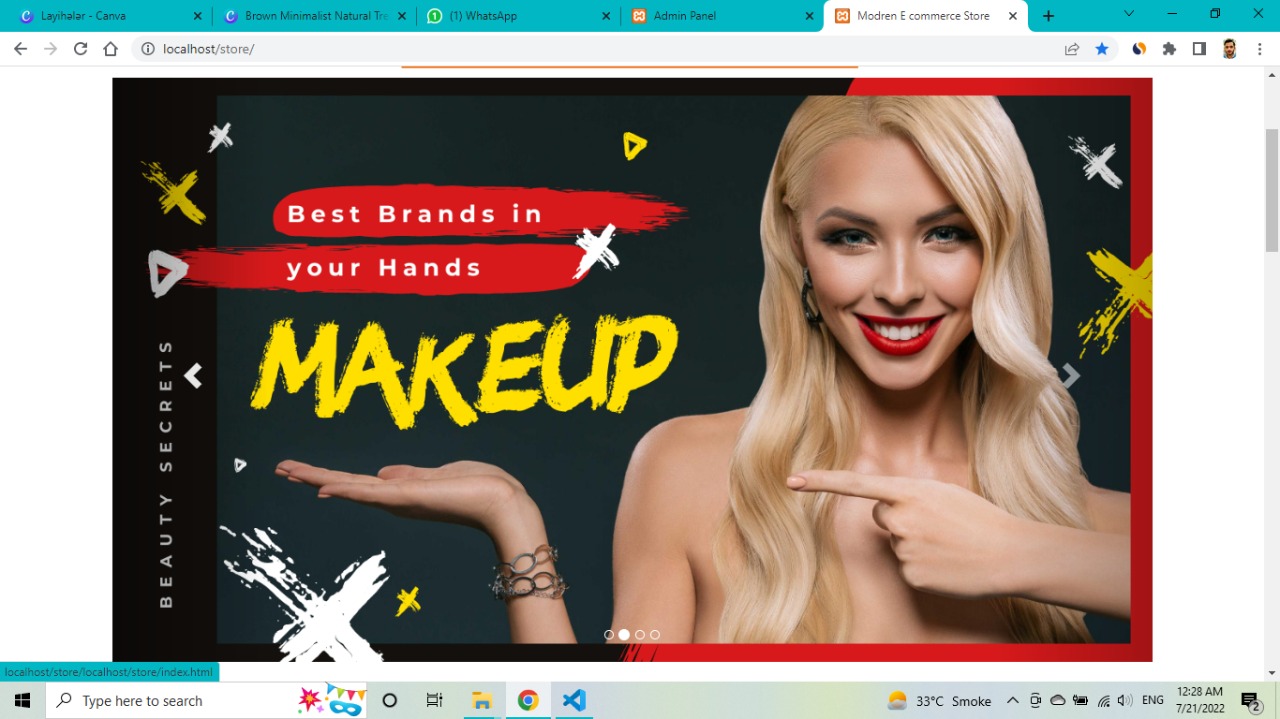 Layihələr - Canva
Brown Minimalist Natural Tre
(1) WhatsApp
Admin Panel
Modren E commerce Store
localhost/store/
Best Brands in
your Hands
MAKEUP
BEAUTY SECRETS
localhost/store/localhost/store/index.html
Type here to search
33°C Smoke
ENG
12:28 AM
7/21/2022
2